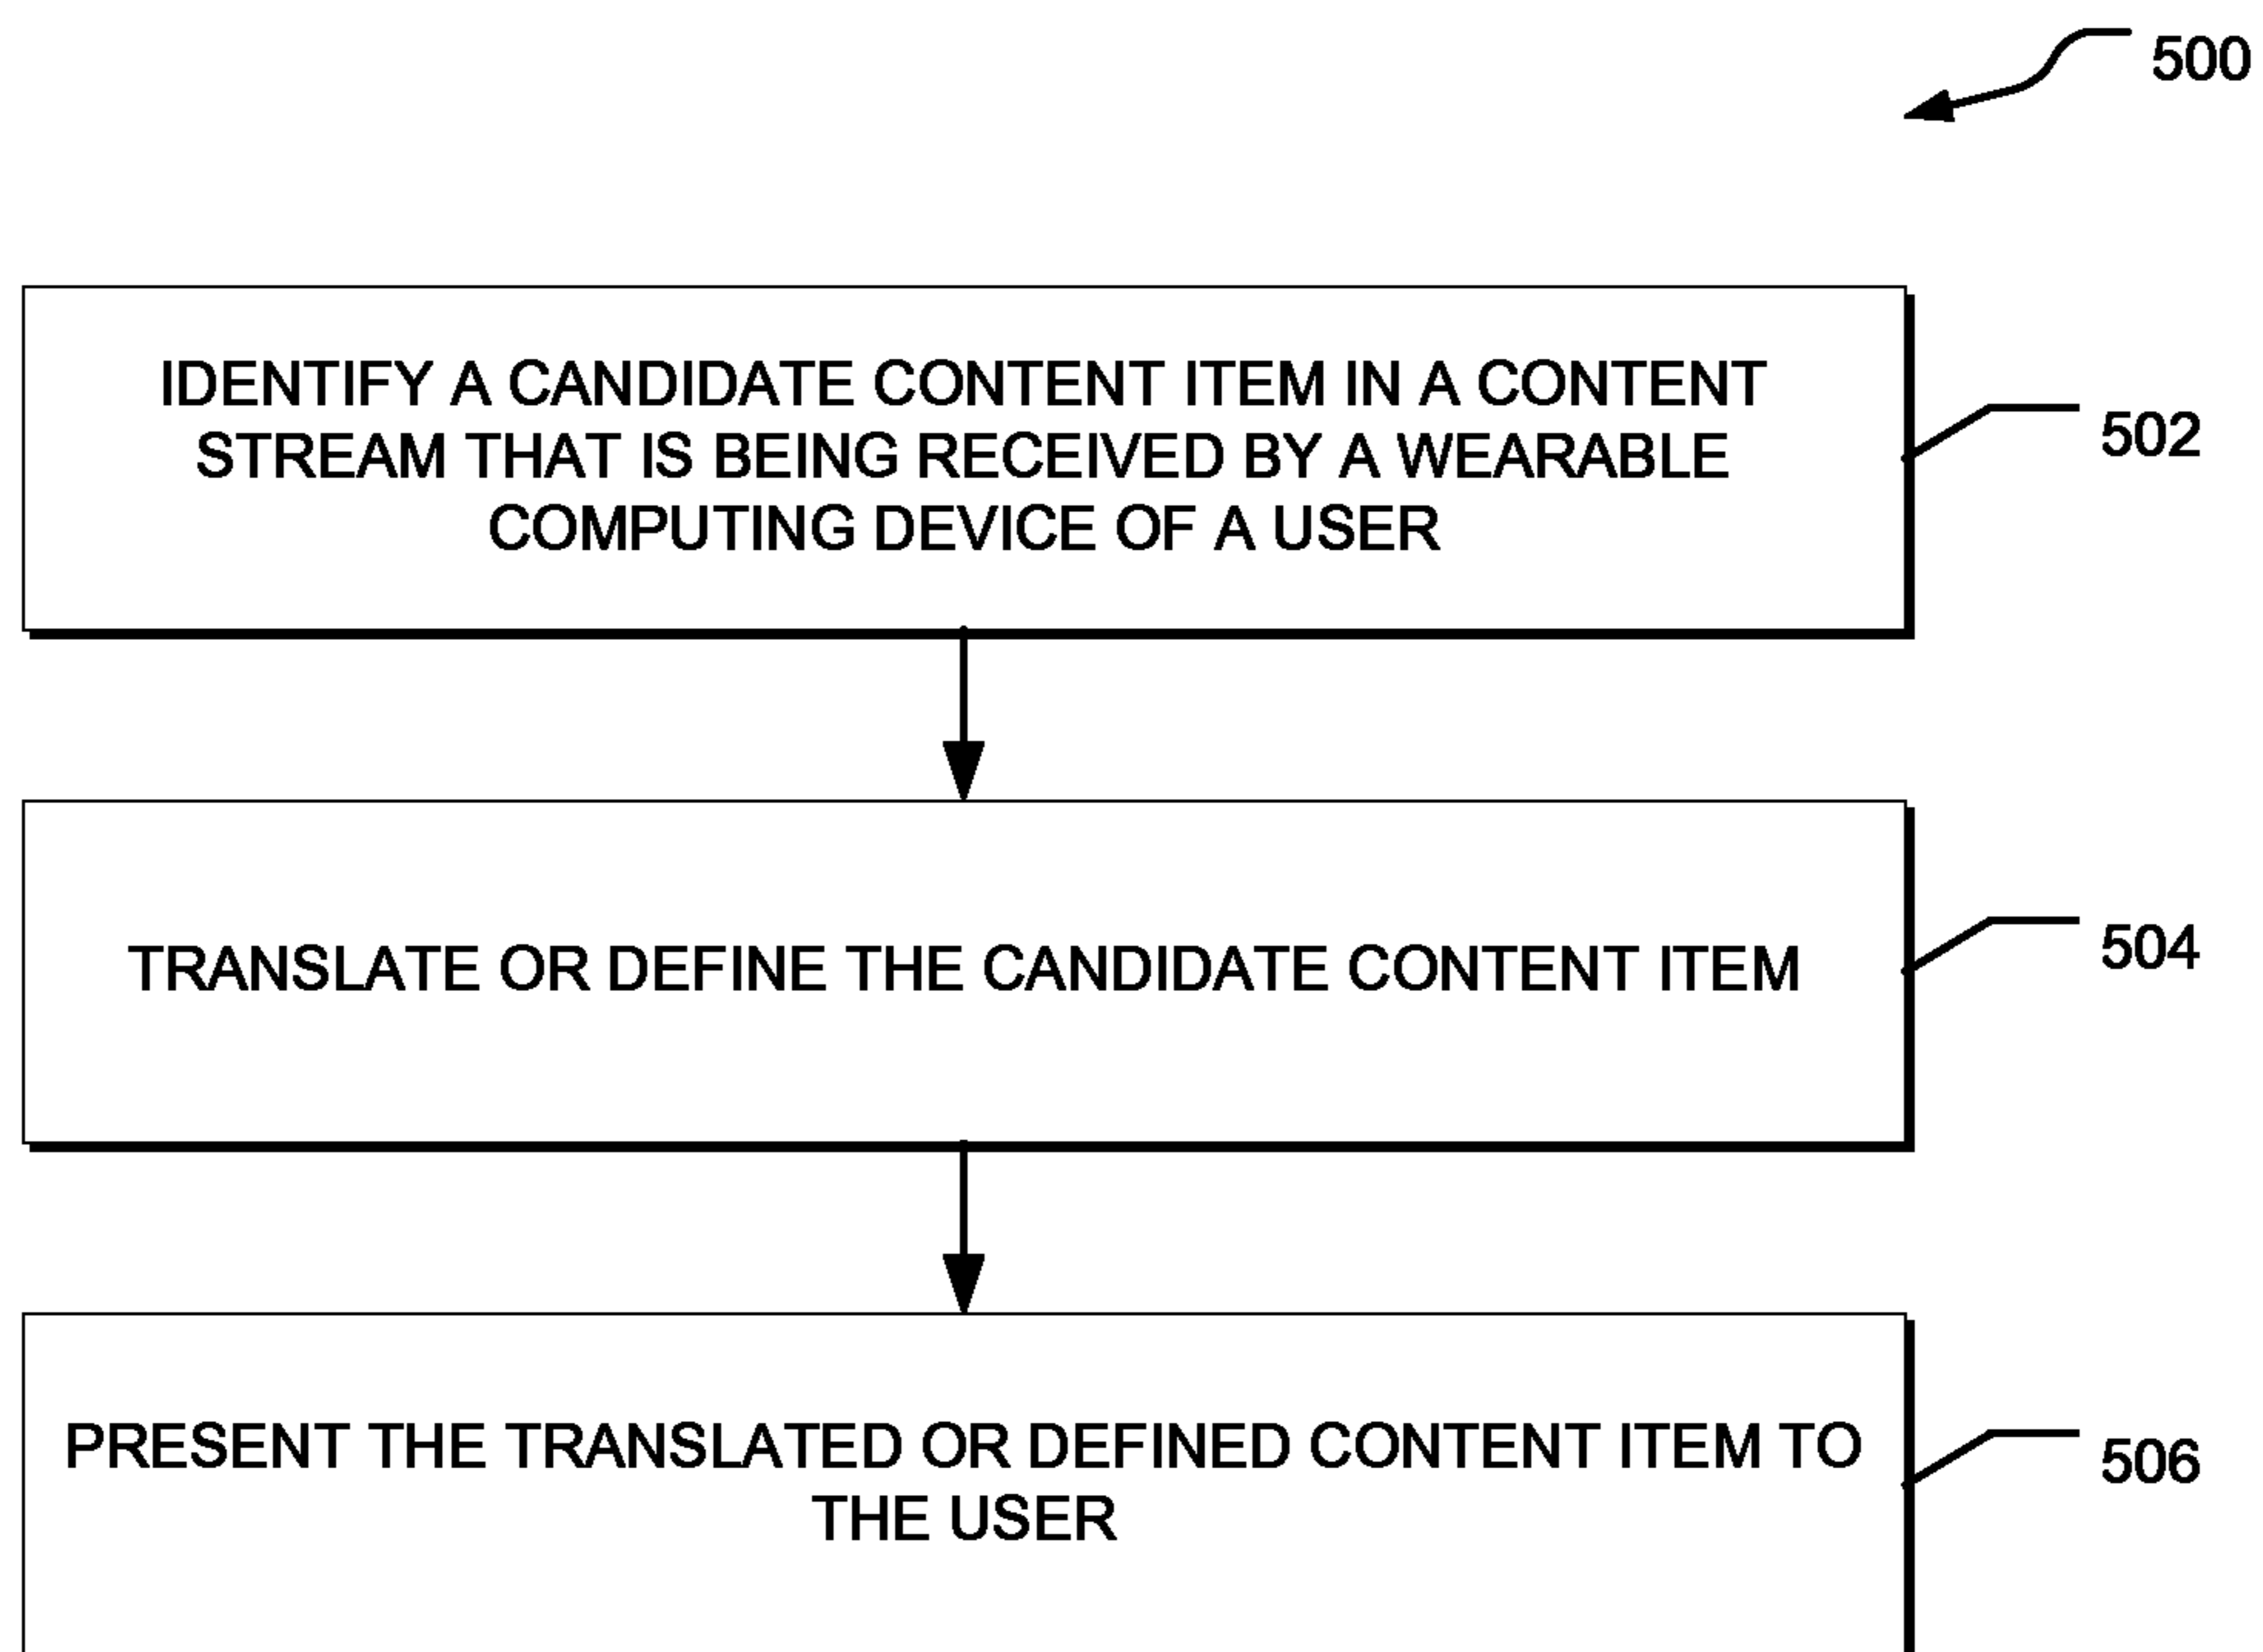 500
IDENTIFY A CANDIDATE CONTENT ITEM IN A CONTENT
STREAM THAT IS BEING RECEIVED BY A WEARABLE
COMPUTING DEVICE OF A USER
502
TRANSLATE OR DEFINE THE CANDIDATE CONTENT ITEM
504
PRESENT THE TRANSLATED OR DEFINED CONTENT ITEM TO
THE USER
506